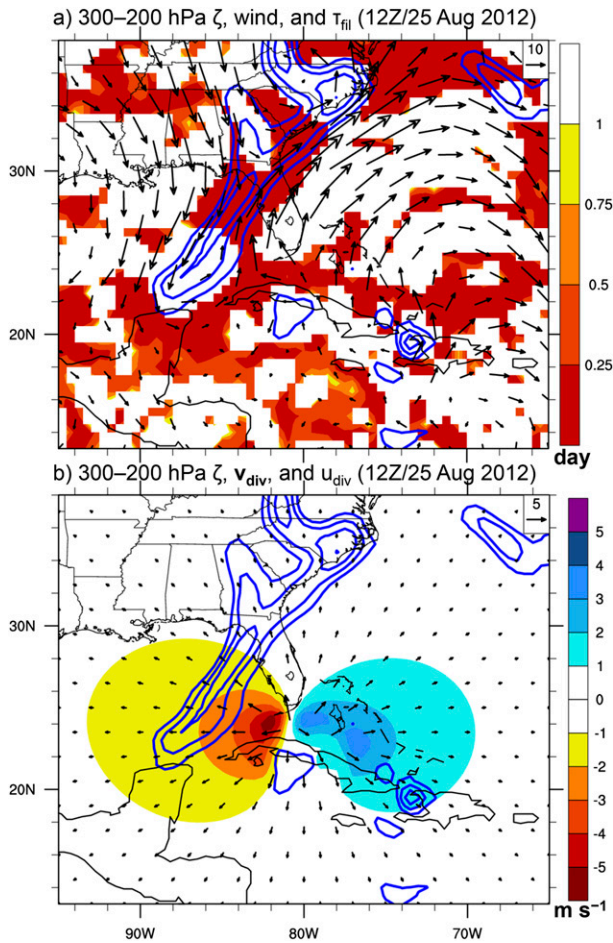 a) 300–200 hPa ζ, wind, and τfil (12Z/25 Aug 2012)
10
30N
20N
1
0.75
0.5
0.25
day
b) 300–200 hPa ζ, vdiv, and udiv (12Z/25 Aug 2012)
5
30N
20N
90W
80W
70W
5
4
3
2
1
0
-1
-2
-3
-4
-5
m s−1